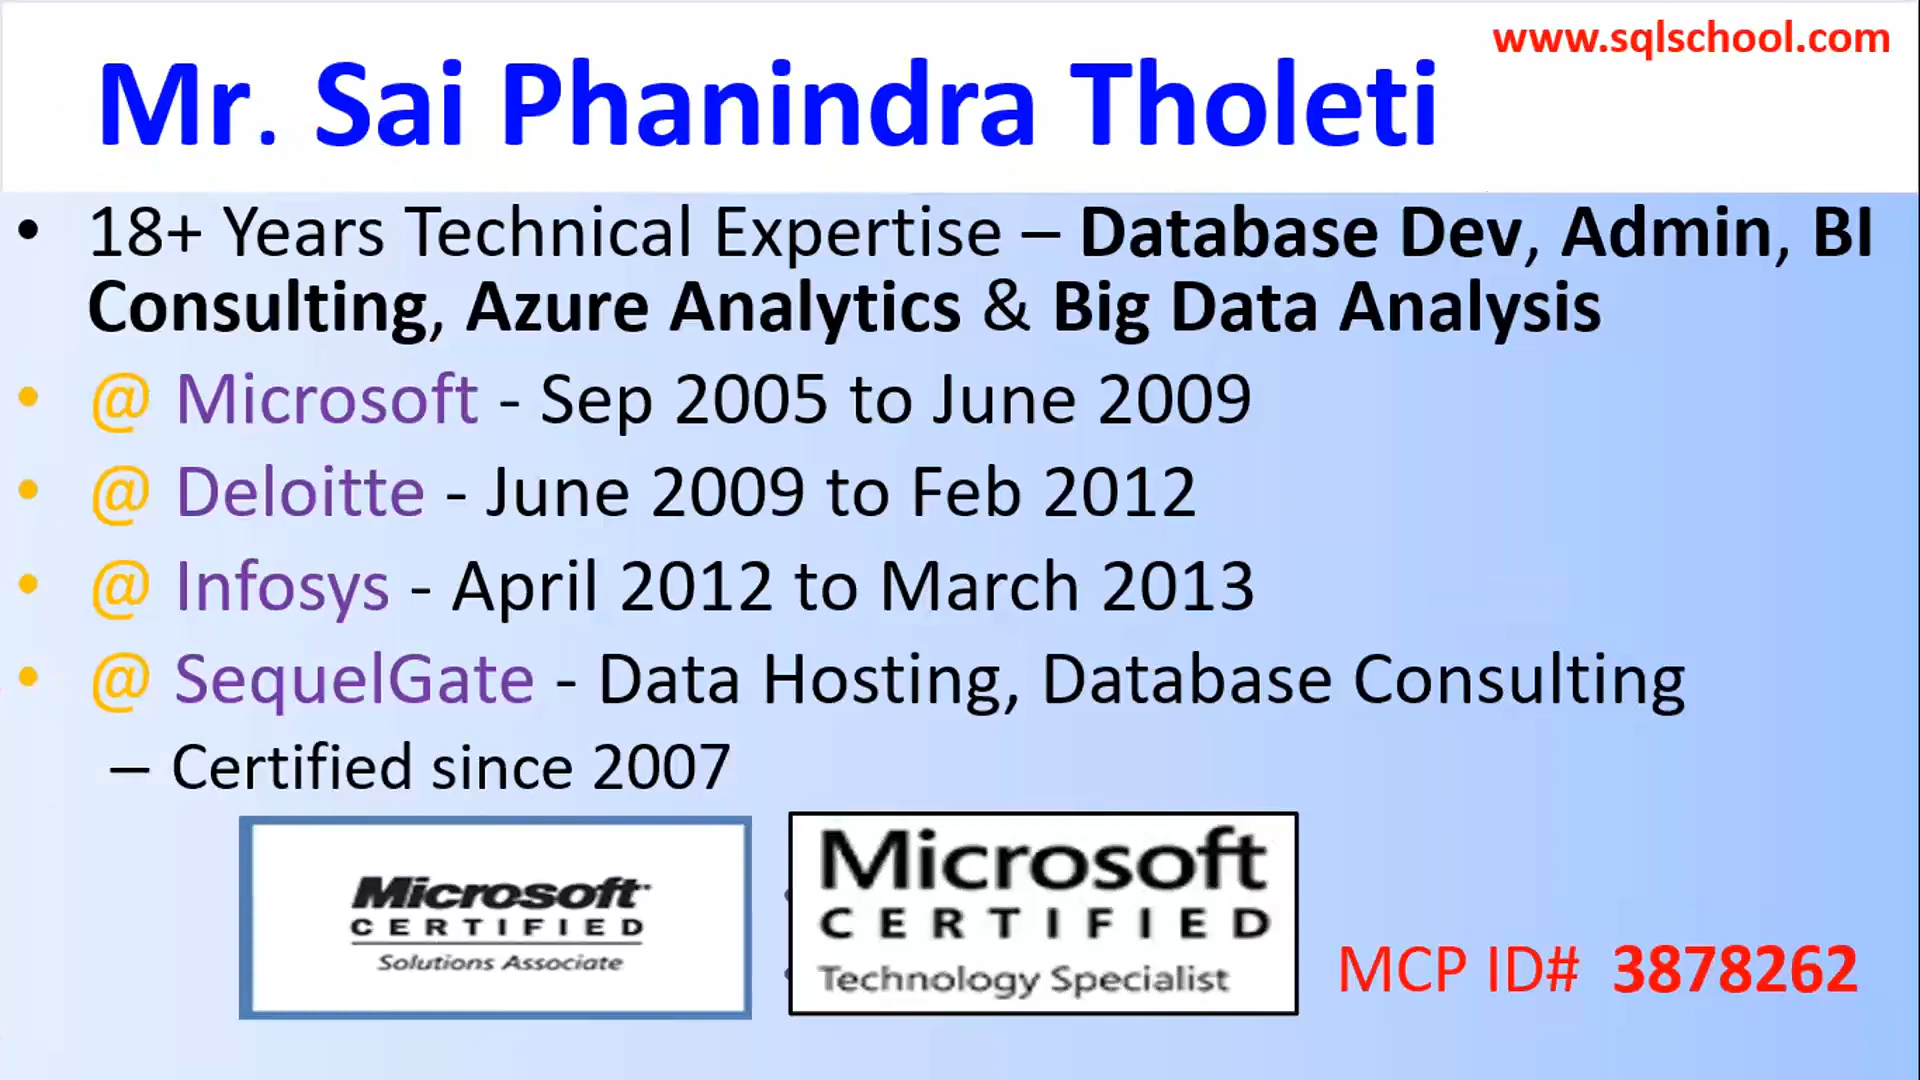 www.sqlschool.com
Mr. Sai Phanindra Tholeti
• 18+ Years Technical Expertise – Database Dev, Admin, BI
Consulting, Azure Analytics & Big Data Analysis
• @ Microsoft - Sep 2005 to June 2009
• @ Deloitte - June 2009 to Feb 2012
• @ Infosys - April 2012 to March 2013
• @ SequelGate - Data Hosting, Database Consulting
– Certified since 2007
Microsoft
CERTIFIED
Solutions Associate
Microsoft
CERTIFIED
Technology Specialist
MCP ID# 3878262